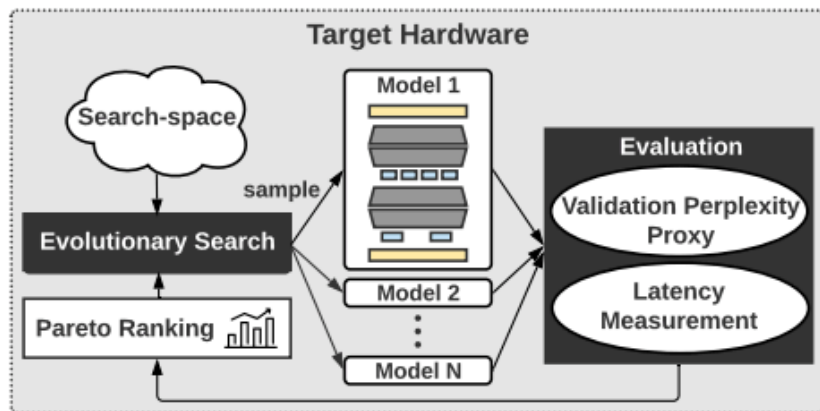 Target Hardware
Search-space
sample
Evolutionary Search
Pareto Ranking
Model 1
Model 2
Model N
Evaluation
Validation Perplexity
Proxy
Latency
Measurement